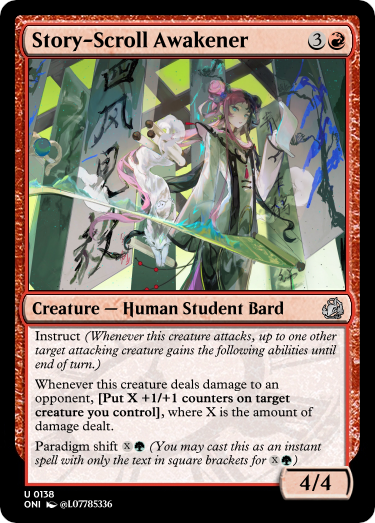 Story-Scroll Awakener 3
Creature — Human Student Bard
Instruct (Whenever this creature attacks, up to one other
target attacking creature gains the following abilities until
end of turn.)
Whenever this creature deals damage to an
opponent, [Put X +1/+1 counters on target
creature you control], where X is the amount of
damage dealt.
Paradigm shift X (You may cast this as an instant
spell with only the text in square brackets for X)
4/4
U 0138
ONI @L07785336